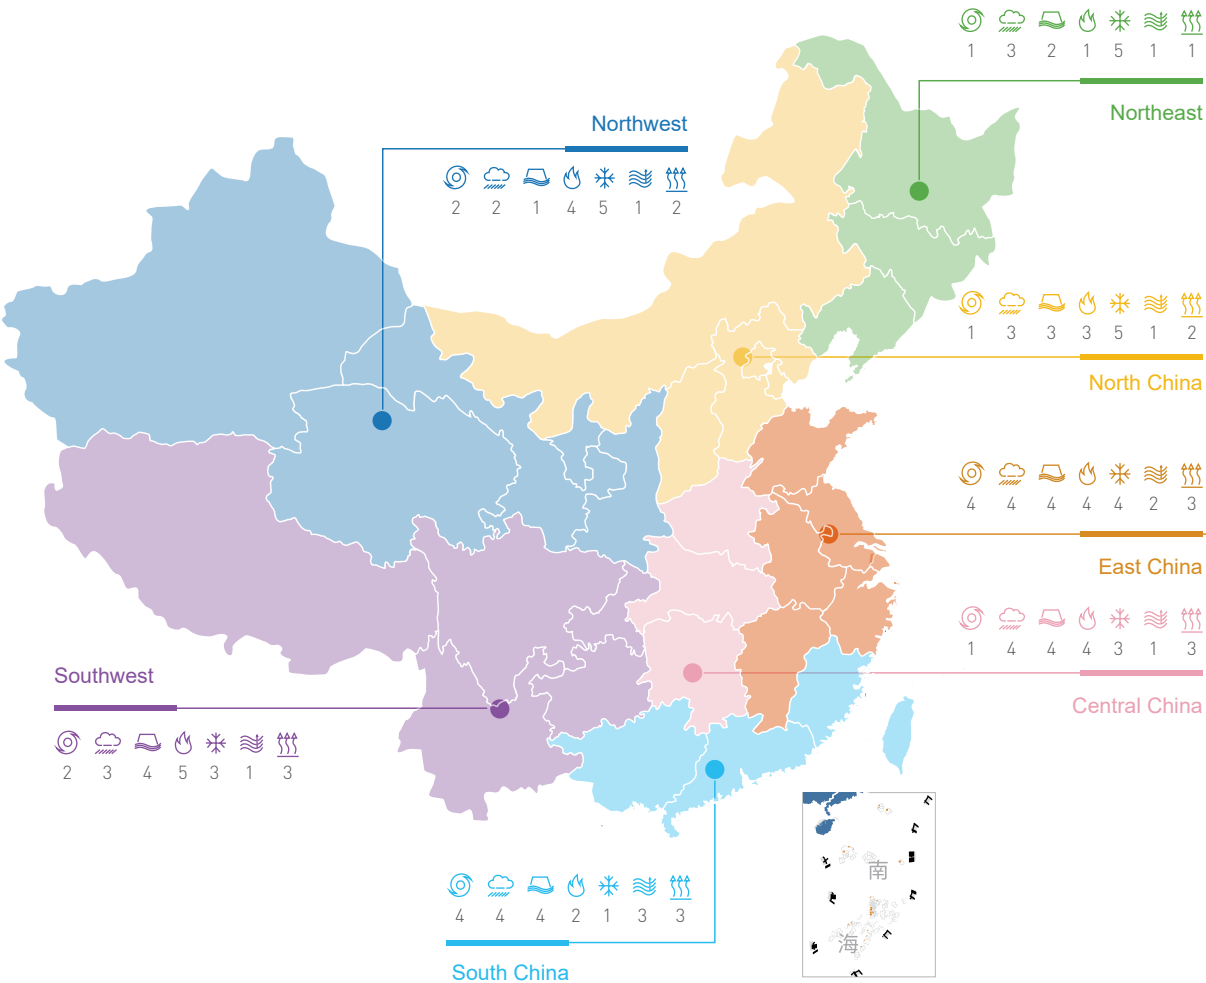 1 3 2 1 5 1 1
Northeast
Northwest
2 2 1 4 5 1 2
1 3 3 3 5 1 2
North China
4 4 4 4 4 2 3
East China
1 4 4 4 3 1 3
Central China
Southwest
2 3 4 5 3 1 3
南
海
4 4 4 2 1 3 3
South China